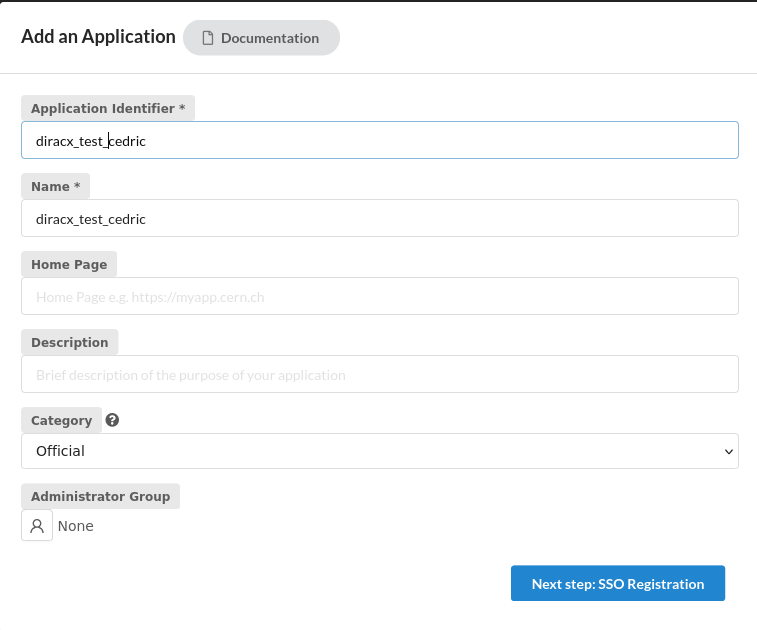 Add an Application
Documentation
Application Identifier *
diracx_test_cedric
Name *
diracx_test_cedric
Home Page
Home Page e.g. https://myapp.cern.ch
Description
Brief description of the purpose of your application
Category ?
Official
Administrator Group
None
Next step: SSO Registration